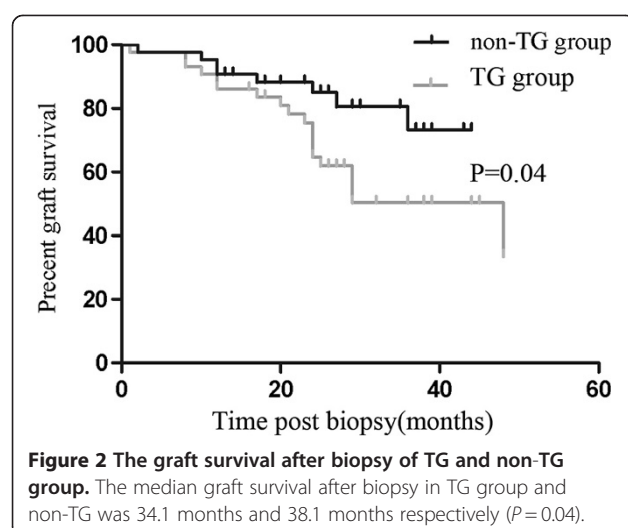 100
80
60
40
20
0
0 20 40 60
Precent graft survival
Time post biopsy(months)
non-TG group
TG group
P=0.04
Figure 2 The graft survival after biopsy of TG and non-TG
group. The median graft survival after biopsy in TG group and
non-TG was 34.1 months and 38.1 months respectively (P = 0.04).